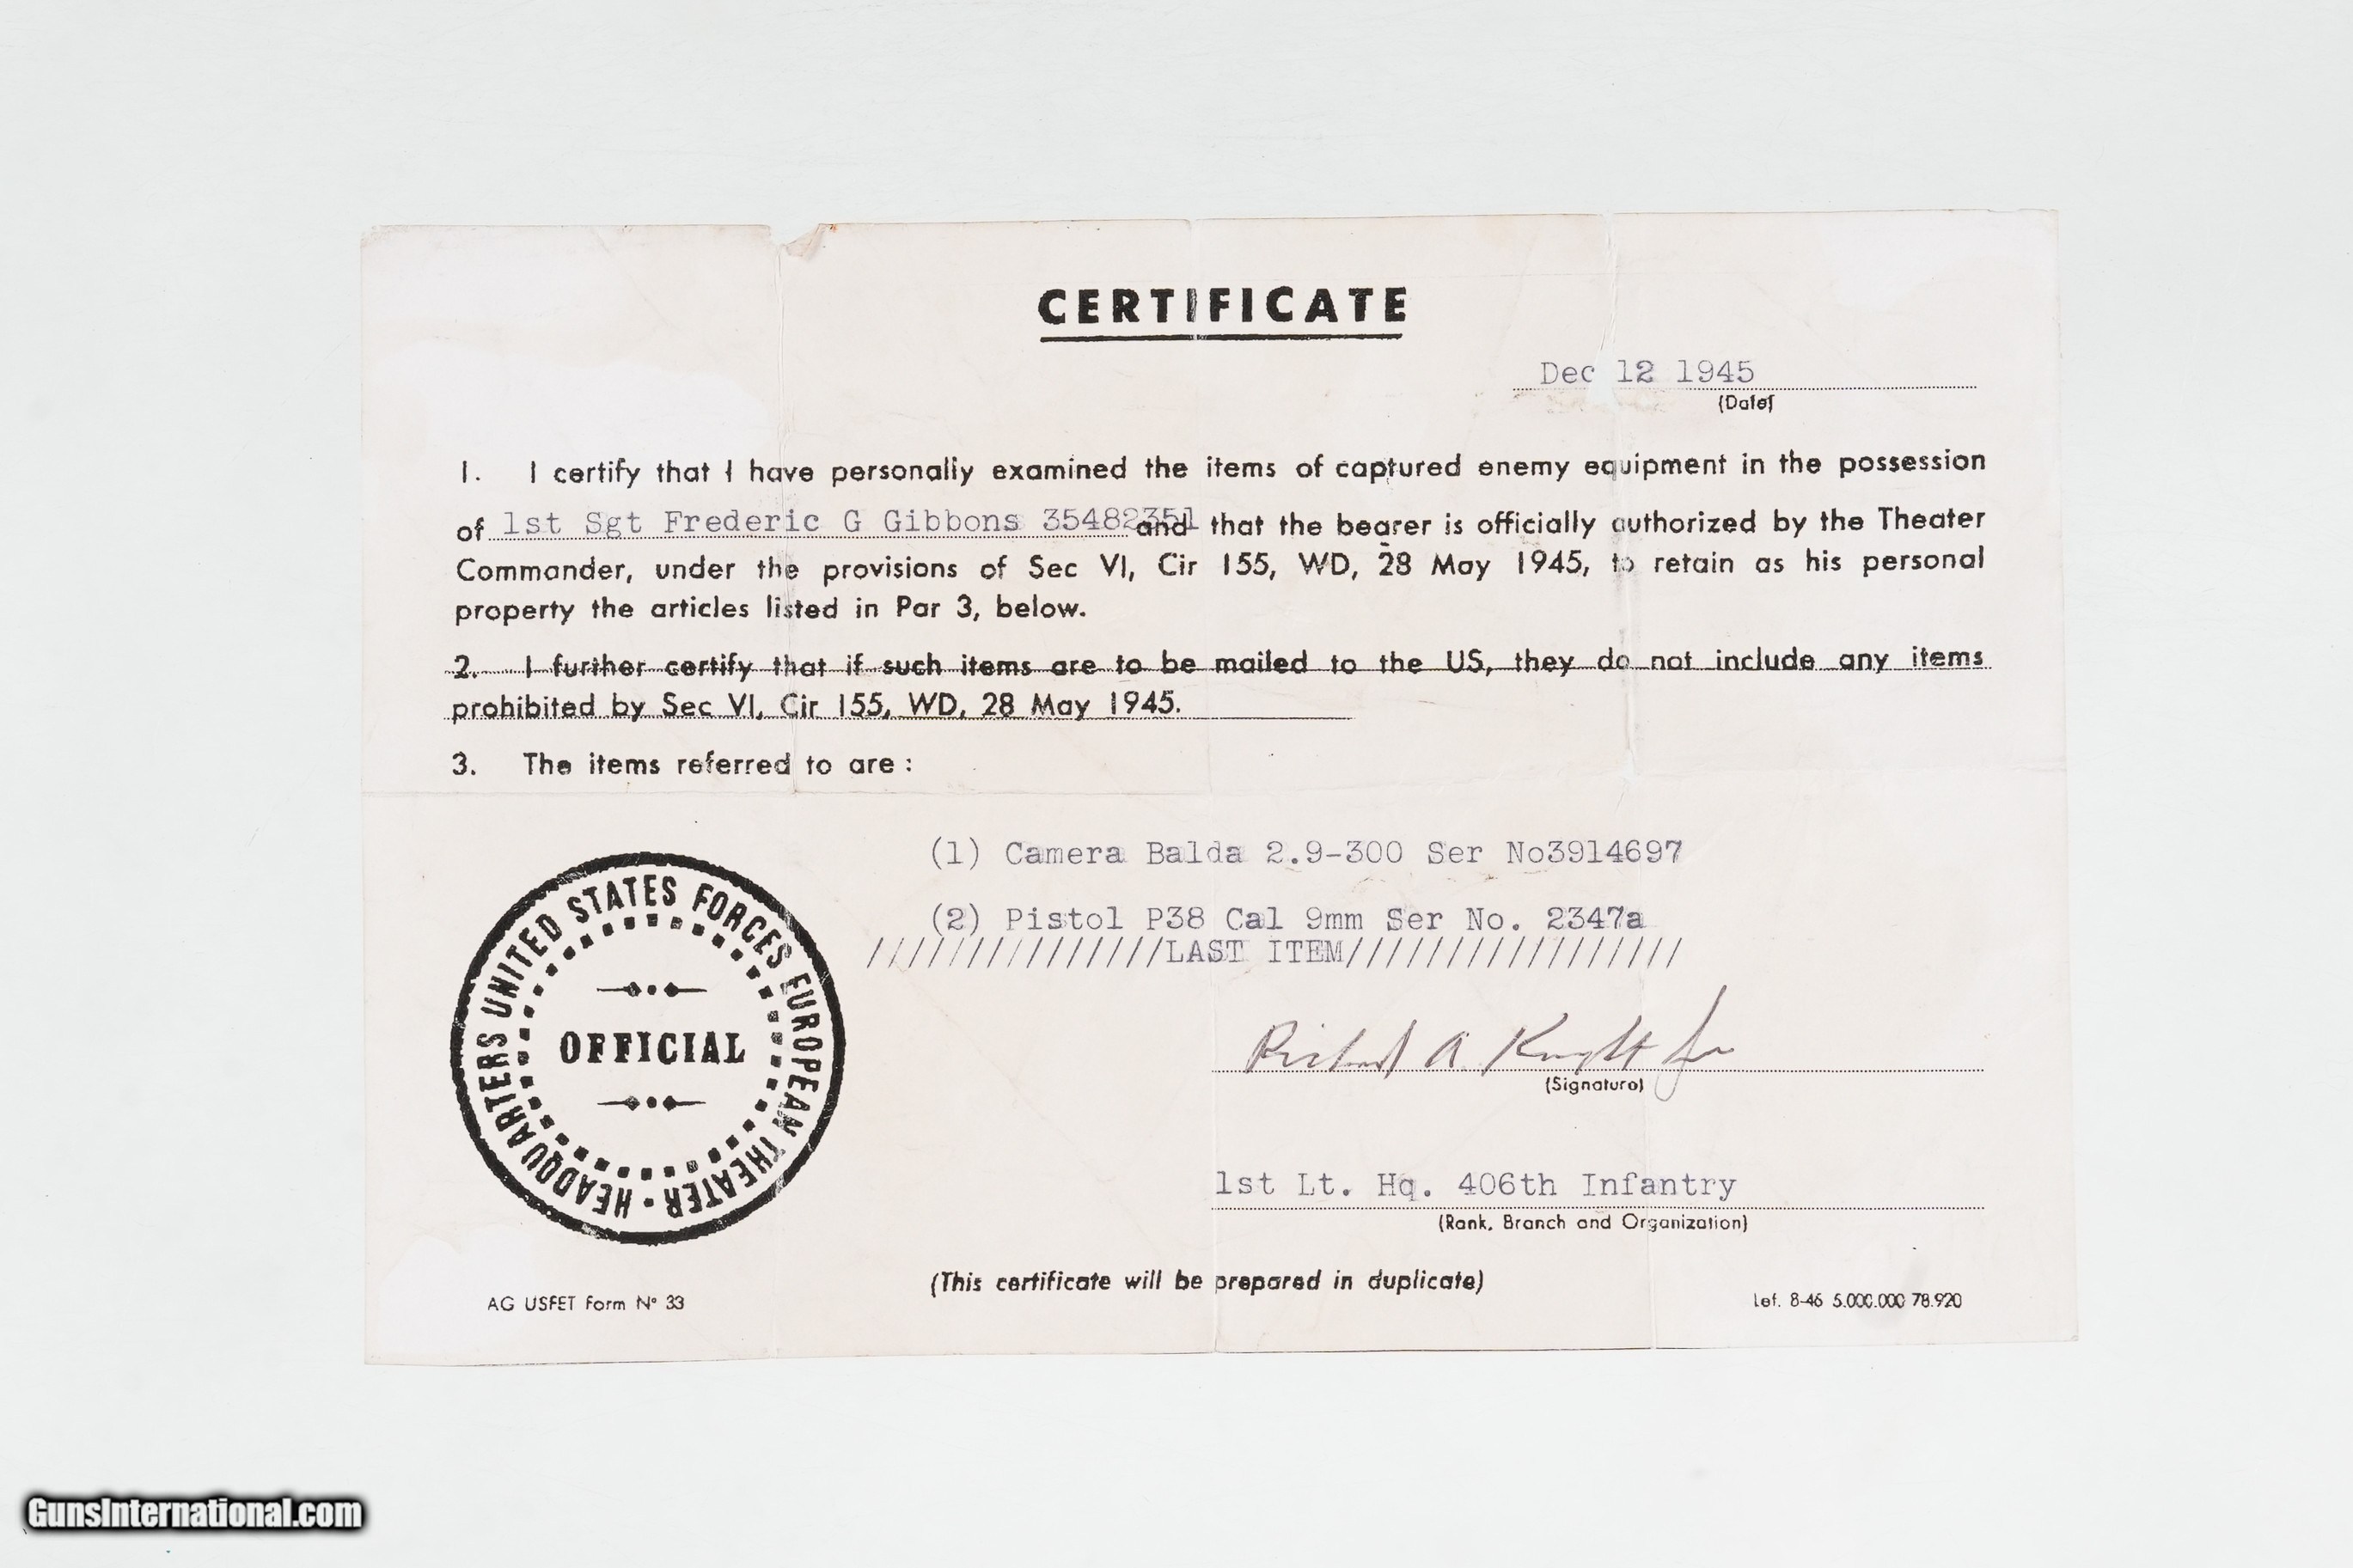 CERTIFICATE
Dec 12 1945
(Date)
1. I certify that I have personally examined the items of captured enemy equipment in the possession
of 1st Sgt Frederic G Gibbons 35482351 and that the bearer is officially authorized by the Theater
Commander, under the provisions of Sec VI, Cir 155, WD, 28 May 1945, to retain as his personal
property the articles listed in Par 3, below.
2. I further certify that if such items are to be mailed to the US, they do not include any items
prohibited by Sec VI, Cir 155, WD, 28 May 1945.
3. The items referred to are :
(1) Camera Balda 2.9-300 Ser No3914697
(2) Pistol P38 Cal 9mm Ser No. 2347a
///////////////LAST ITEM/////////////////
HEADQUARTERS UNITED STATES FORCES EUROPEAN THEATER •
OFFICIAL
Richard A. Knight Jr
(Signature)
1st Lt. Hq. 406th Infantry
(Rank, Branch and Organization)
(This certificate will be prepared in duplicate)
AG USFET Form N° 33
Lef. 8-46 5.000.000 78.920
GunsInternational.com